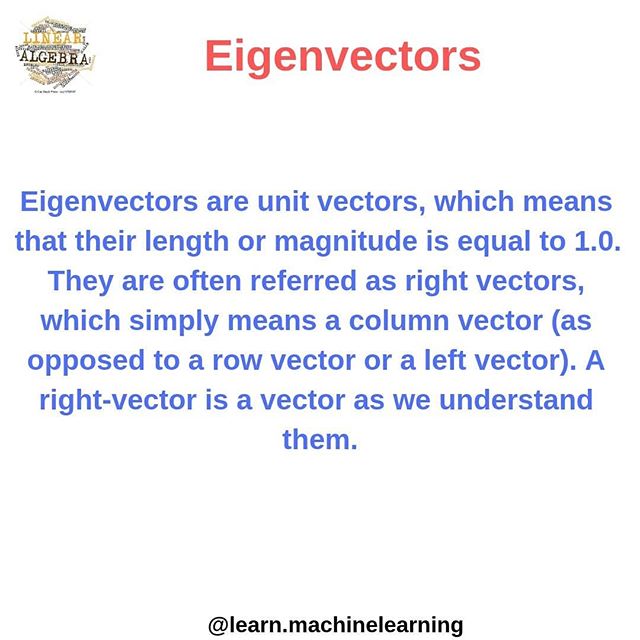 LINEAR
ALGEBRA
Eigenvectors
Eigenvectors are unit vectors, which means
that their length or magnitude is equal to 1.0.
They are often referred as right vectors,
which simply means a column vector (as
opposed to a row vector or a left vector). A
right-vector is a vector as we understand
them.
@learn.machinelearning